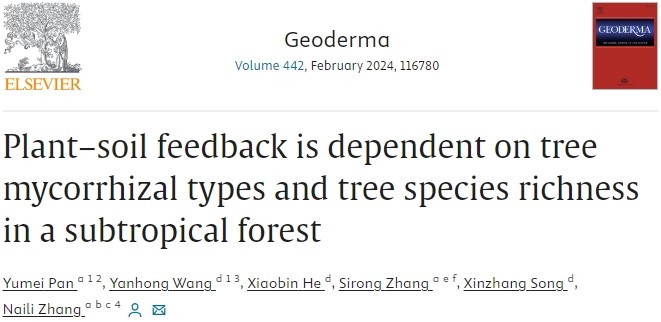 Geoderma
Volume 442, February 2024, 116780
ELSEVIER
GEODERMA
Plant–soil feedback is dependent on tree
mycorrhizal types and tree species richness
in a subtropical forest
Yumei Pan a 1 2, Yanhong Wang d 1 3, Xiaobin He d, Sirong Zhang a e f, Xinzhang Song d,
Naili Zhang a b c 4